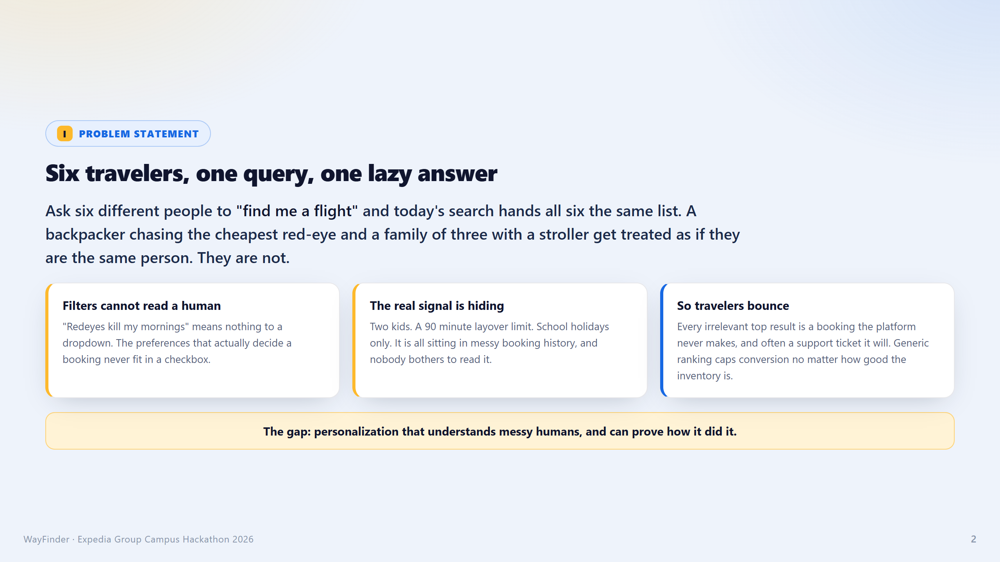 I PROBLEM STATEMENT
Six travelers, one query, one lazy answer
Ask six different people to "find me a flight" and today's search hands all six the same list. A
backpacker chasing the cheapest red-eye and a family of three with a stroller get treated as if they
are the same person. They are not.
Filters cannot read a human
"Redeyes kill my mornings" means nothing to a
dropdown. The preferences that actually decide a
booking never fit in a checkbox.
The real signal is hiding
Two kids. A 90 minute layover limit. School holidays
only. It is all sitting in messy booking history, and
nobody bothers to read it.
So travelers bounce
Every irrelevant top result is a booking the platform
never makes, and often a support ticket it will. Generic
ranking caps conversion no matter how good the
inventory is.
The gap: personalization that understands messy humans, and can prove how it did it.
WayFinder · Expedia Group Campus Hackathon 2026
2